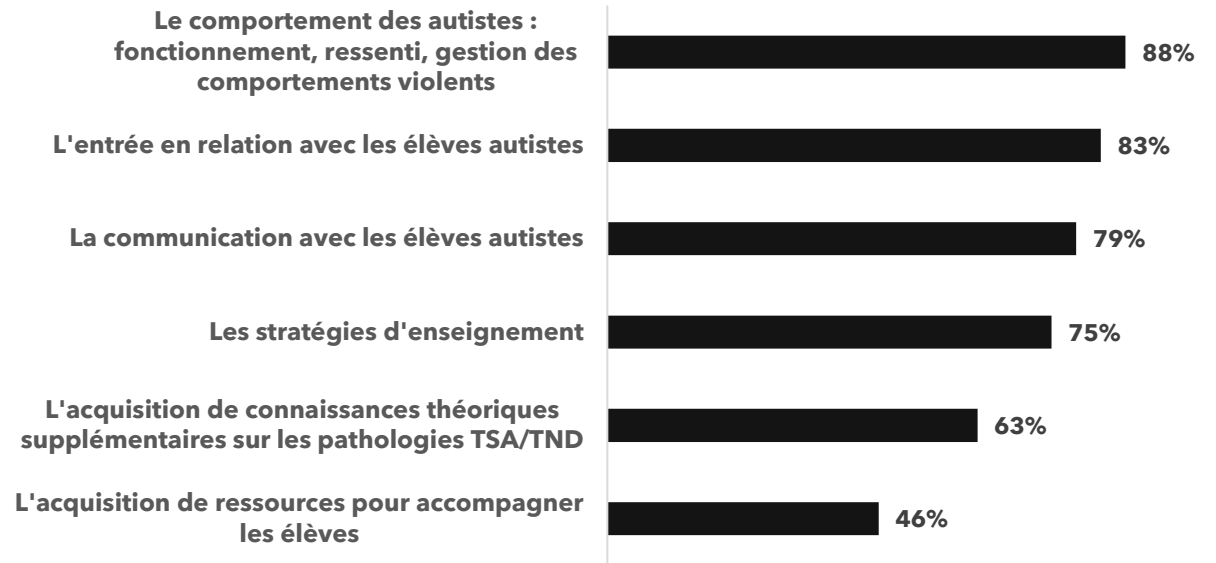 Le comportement des autistes :
fonctionnement, ressenti, gestion des
comportements violents
88%
L'entrée en relation avec les élèves autistes
83%
La communication avec les élèves autistes
79%
Les stratégies d'enseignement
75%
L'acquisition de connaissances théoriques
supplémentaires sur les pathologies TSA/TND
63%
L'acquisition de ressources pour accompagner
les élèves
46%